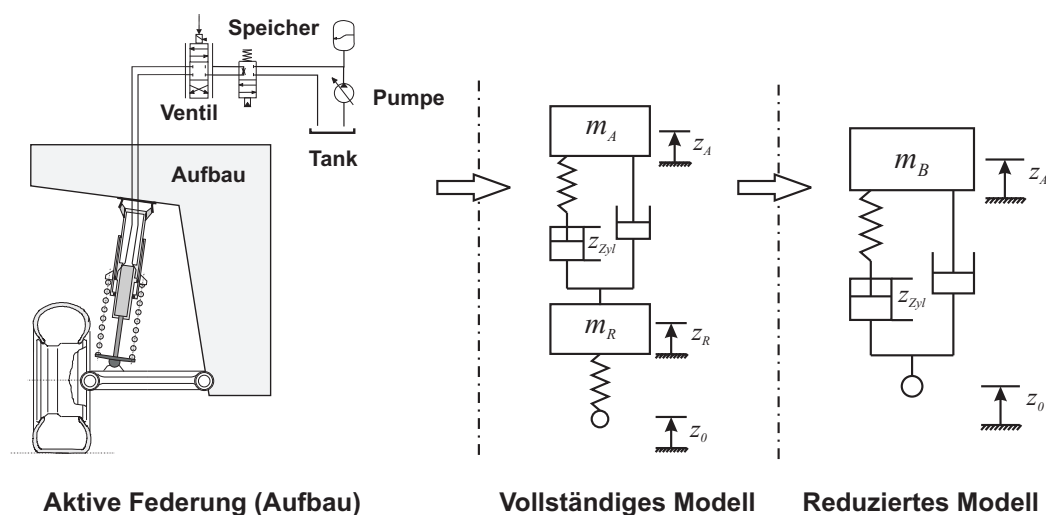 Speicher
Ventil
Pumpe
Tank
Aufbau
m_A
z_A
z_Zyl
m_R
z_R
z_0
m_B
z_A
z_Zyl
z_0
Aktive Federung (Aufbau)
Vollständiges Modell
Reduziertes Modell